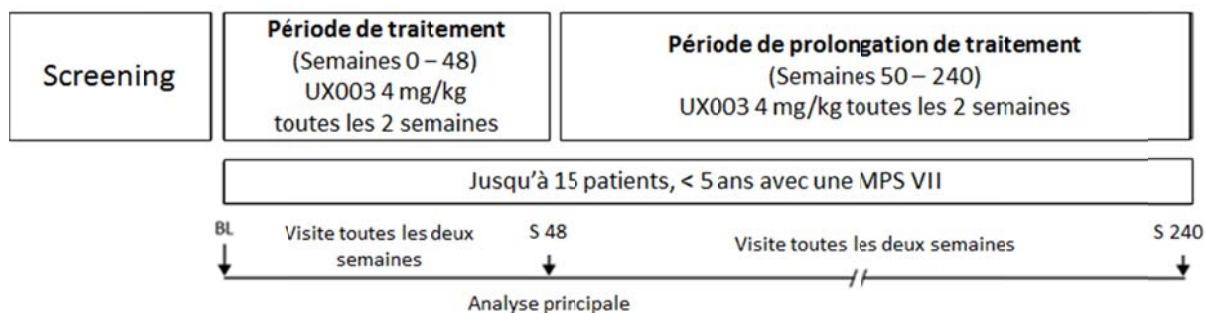 Screening
Période de traitement
(Semaines 0 – 48)
UX003 4 mg/kg
toutes les 2 semaines
Période de prolongation de traitement
(Semaines 50 – 240)
UX003 4 mg/kg toutes les 2 semaines
Jusqu'à 15 patients, < 5 ans avec une MPS VII
BL
Visite toutes les deux
semaines
S 48
Visite toutes les deux semaines
S 240
Analyse principale